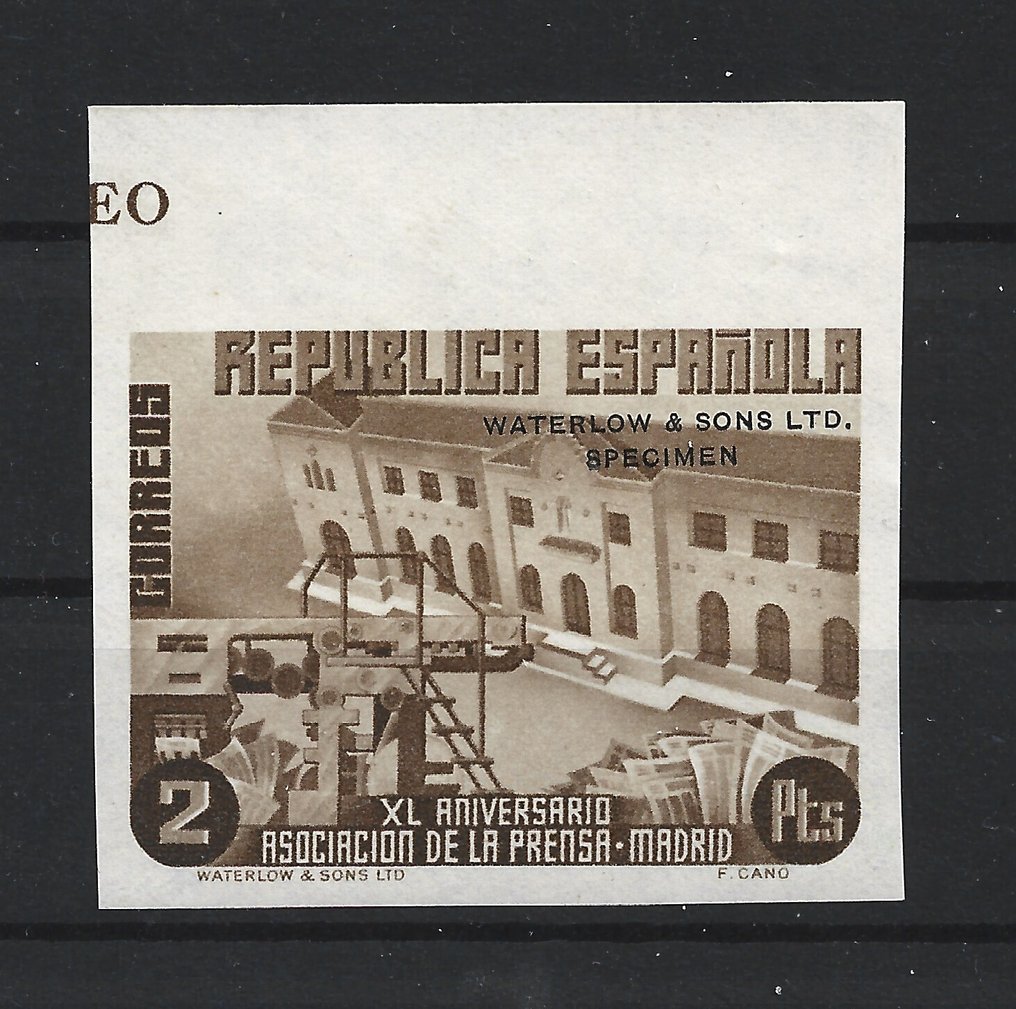 EO
REPUBLICA ESPAÑOLA
CORREOS
WATERLOW & SONS LTD.
SPECIMEN
2
Pts
XL ANIVERSARIO
ASOCIACION DE LA PRENSA·MADRID
WATERLOW & SONS LTD
F. CANO